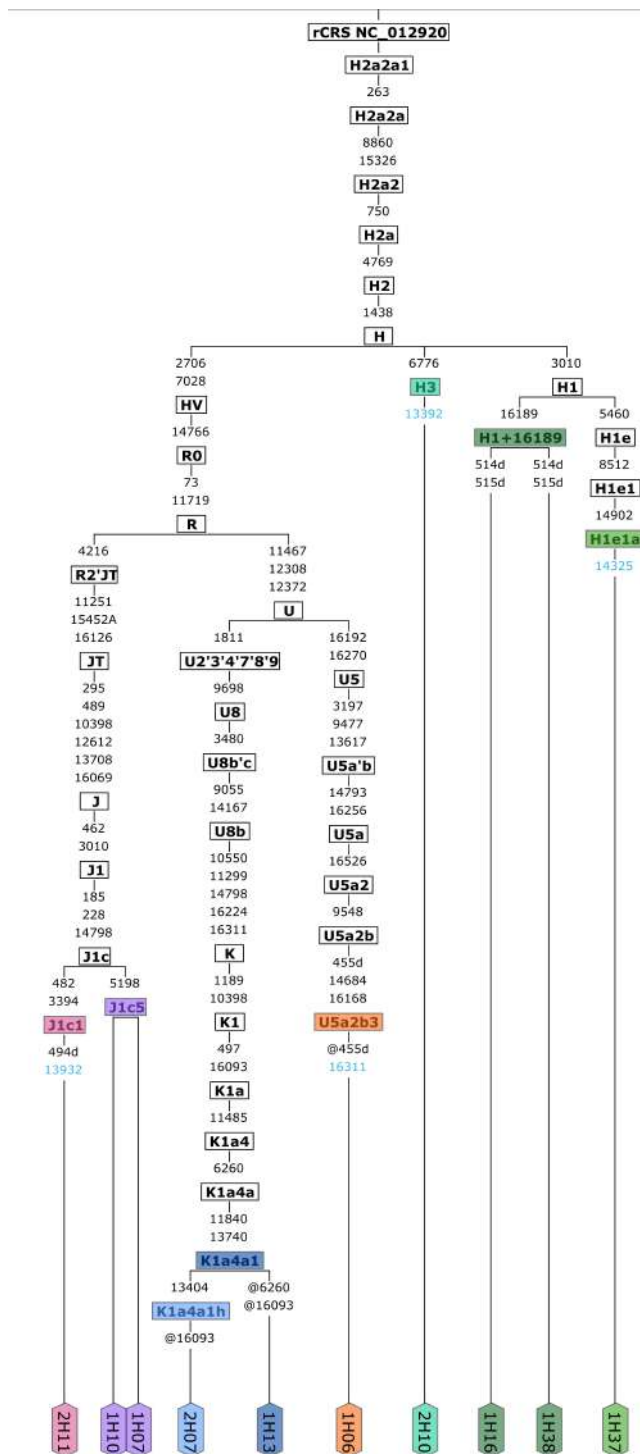 rCRS NC_012920
H2a2a1
263
H2a2a
8860
15326
H2a2
750
H2a
4769
H2
1438
H
2706
7028
HV
14766
R0
73
11719
R
4216
R2'JT
11251
15452A
16126
JT
295
489
10398
12612
13708
16069
J
462
3010
J1
185
228
14798
J1c
482
3394
J1c1
494d
13932
5198
J1c5
11467
12308
12372
U
1811
U2'3'4'7'8'9
9698
U8
3480
U8b'c
9055
14167
U8b
10550
11299
14798
16224
16311
K
1189
10398
K1
497
16093
K1a
11485
K1a4
6260
K1a4a
11840
13740
K1a4a1
13404
K1a4a1h
@16093
@6260
@16093
16192
16270
U5
3197
9477
13617
U5a'b
14793
16256
U5a
16526
U5a2
9548
U5a2b
455d
14684
16168
U5a2b3
@455d
16311
6776
H3
13392
3010
H1
16189
H1+16189
514d
515d
514d
515d
5460
H1e
8512
H1e1
14902
H1e1a
14325
2H11
1H10
1H07
2H07
1H13
1H06
2H10
1H16
1H38
1H37